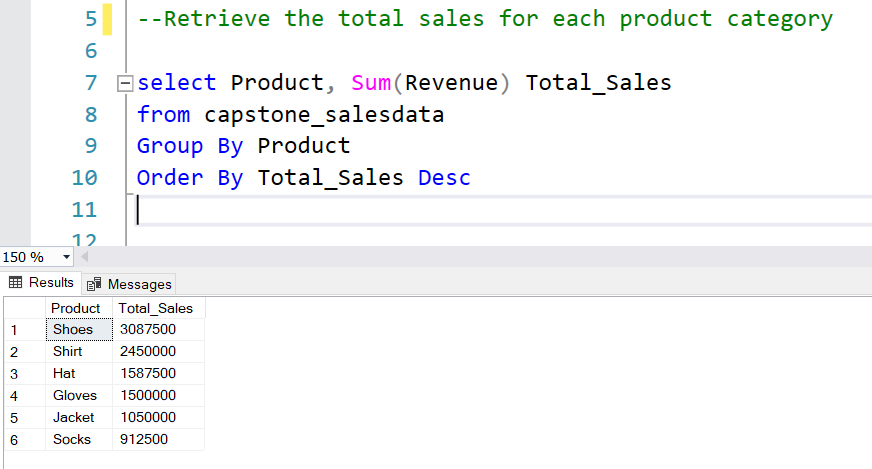 5 --Retrieve the total sales for each product category
6
7 select Product, Sum(Revenue) Total_Sales
8 from capstone_salesdata
9 Group By Product
10 Order By Total_Sales Desc
11
12
150 %
Results Messages
Product Total_Sales
1 Shoes 3087500
2 Shirt 2450000
3 Hat 1587500
4 Gloves 1500000
5 Jacket 1050000
6 Socks 912500